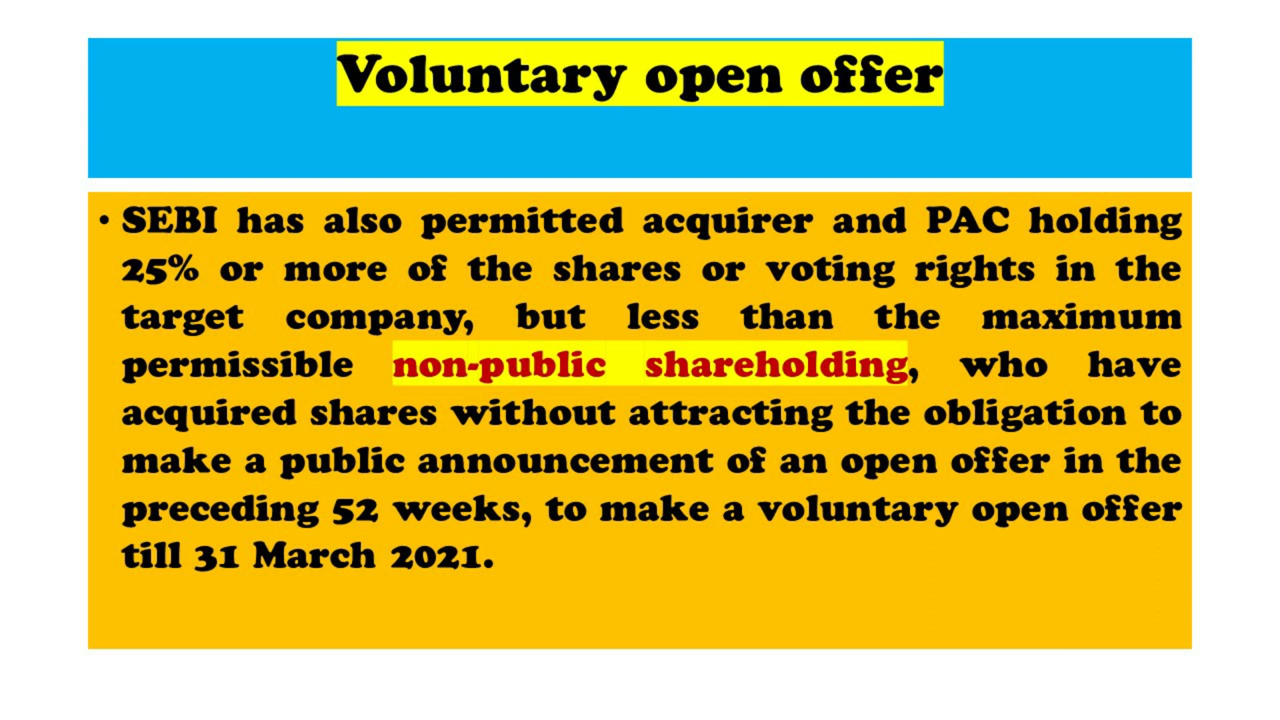 Voluntary open offer
• SEBI has also permitted acquirer and PAC holding
25% or more of the shares or voting rights in the
target company, but less than the maximum
permissible non-public shareholding, who have
acquired shares without attracting the obligation to
make a public announcement of an open offer in the
preceding 52 weeks, to make a voluntary open offer
till 31 March 2021.